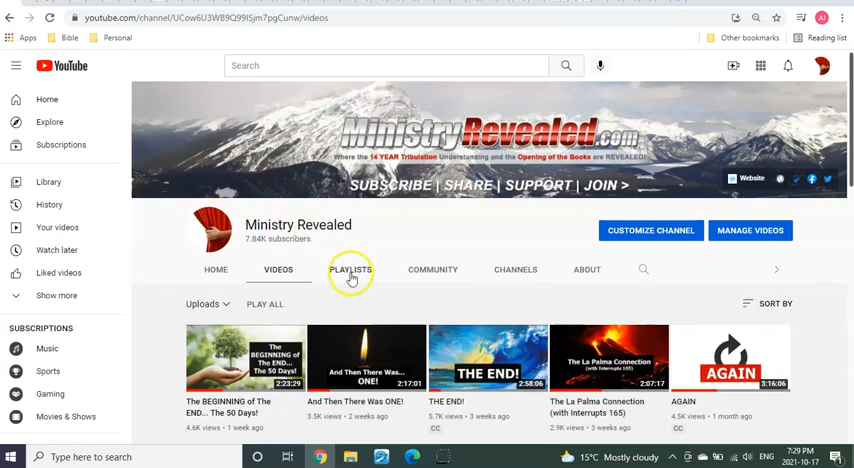 youtube.com/channel/UCow6U3WB9Q99ISjm7pgCunw/videos
Apps Bible Personal Other bookmarks Reading list
AI
YouTube
Search
Home
Explore
Subscriptions
Library
History
Your videos
Watch later
Liked videos
Show more
SUBSCRIPTIONS
Music
Sports
Gaming
Movies & Shows
MinistryRevealed.com
Where the 14 YEAR Tribulation Understanding and the Opening of the Books are REVEALED!
SUBSCRIBE | SHARE | SUPPORT | JOIN >
Website
Ministry Revealed
7.84K subscribers
CUSTOMIZE CHANNEL MANAGE VIDEOS
HOME VIDEOS PLAYLISTS COMMUNITY CHANNELS ABOUT
Uploads PLAY ALL SORT BY
The
BEGINNING of
The END...
The 50 Days!
2:23:29
The BEGINNING of The
END... The 50 Days!
4.6K views • 1 week ago
And Then There Was...
ONE!
2:17:01
And Then There Was ONE!
3.5K views • 2 weeks ago
THE END!
2:58:06
THE END!
5.7K views • 3 weeks ago
CC
The La Palma Connection
(with Interrupts 165)
2:07:17
The La Palma Connection
(with Interrupts 165)
2.9K views • 3 weeks ago
AGAIN
3:16:06
AGAIN
4.5K views • 1 month ago
CC
Type here to search
15°C Mostly cloudy
ENG
7:29 PM
2021-10-17
1